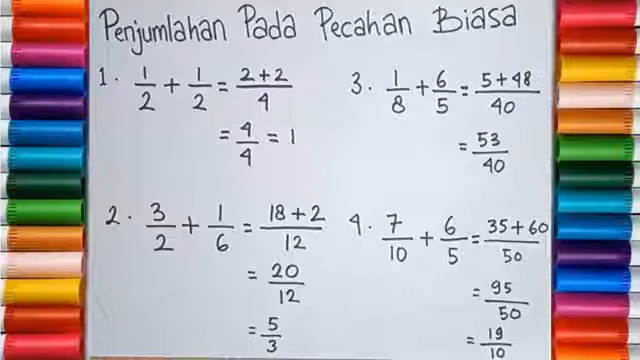 Penjumlahan Pada Pecahan Biasa
1. 1/2 + 1/2 = (2+2)/4
= 4/4 = 1
2. 3/2 + 1/6 = (18+2)/12
= 20/12
= 5/3
3. 1/8 + 6/5 = (5+48)/40
= 53/40
4. 7/10 + 6/5 = (35+60)/50
= 95/50
= 19/10